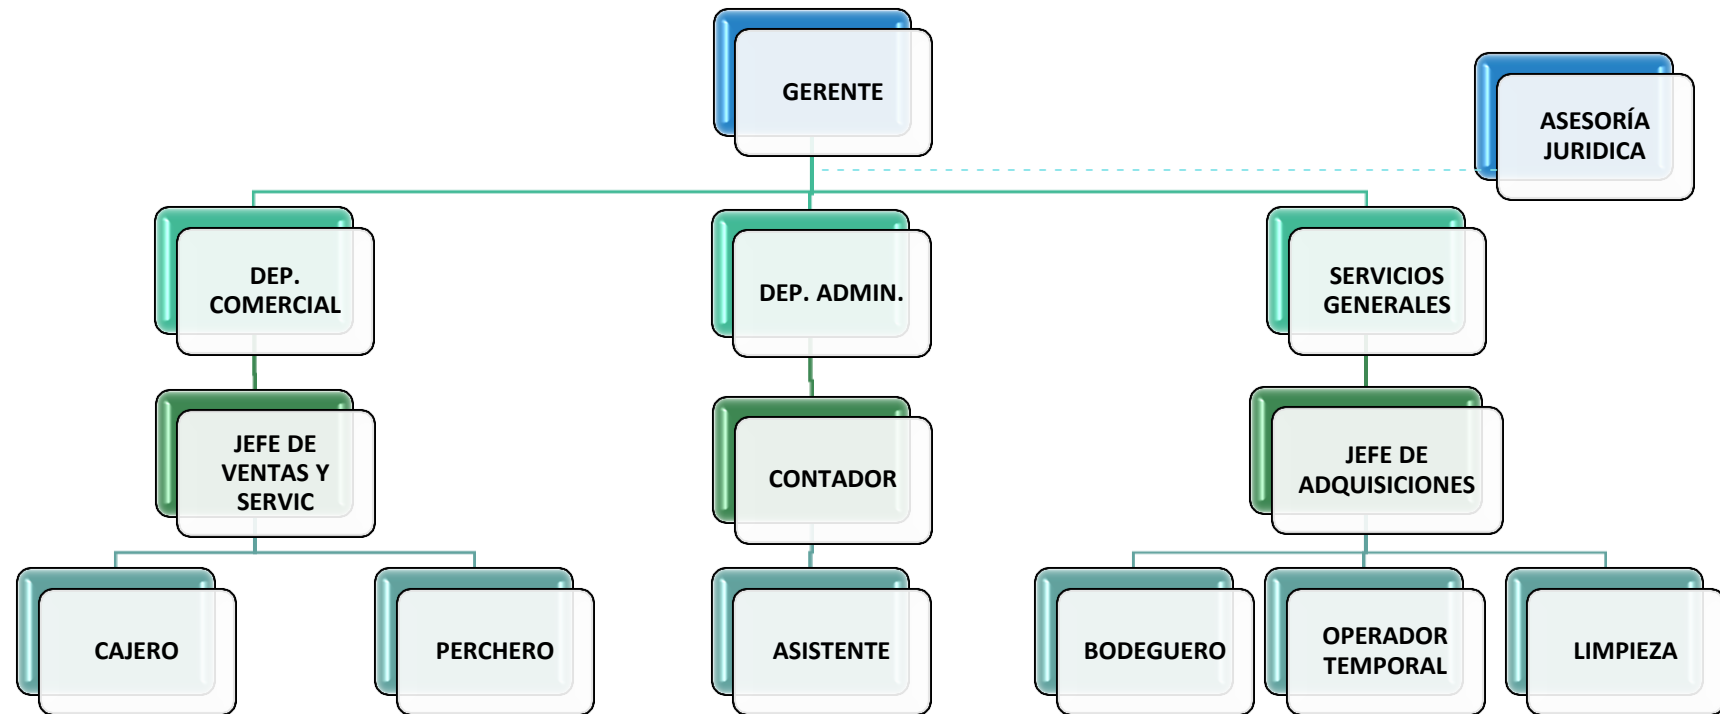 GERENTE
ASESORÍA
JURIDICA
DEP.
COMERCIAL
DEP. ADMIN.
SERVICIOS
GENERALES
JEFE DE
VENTAS Y
SERVIC
CONTADOR
JEFE DE
ADQUISICIONES
CAJERO
PERCHERO
ASISTENTE
BODEGUERO
OPERADOR
TEMPORAL
LIMPIEZA